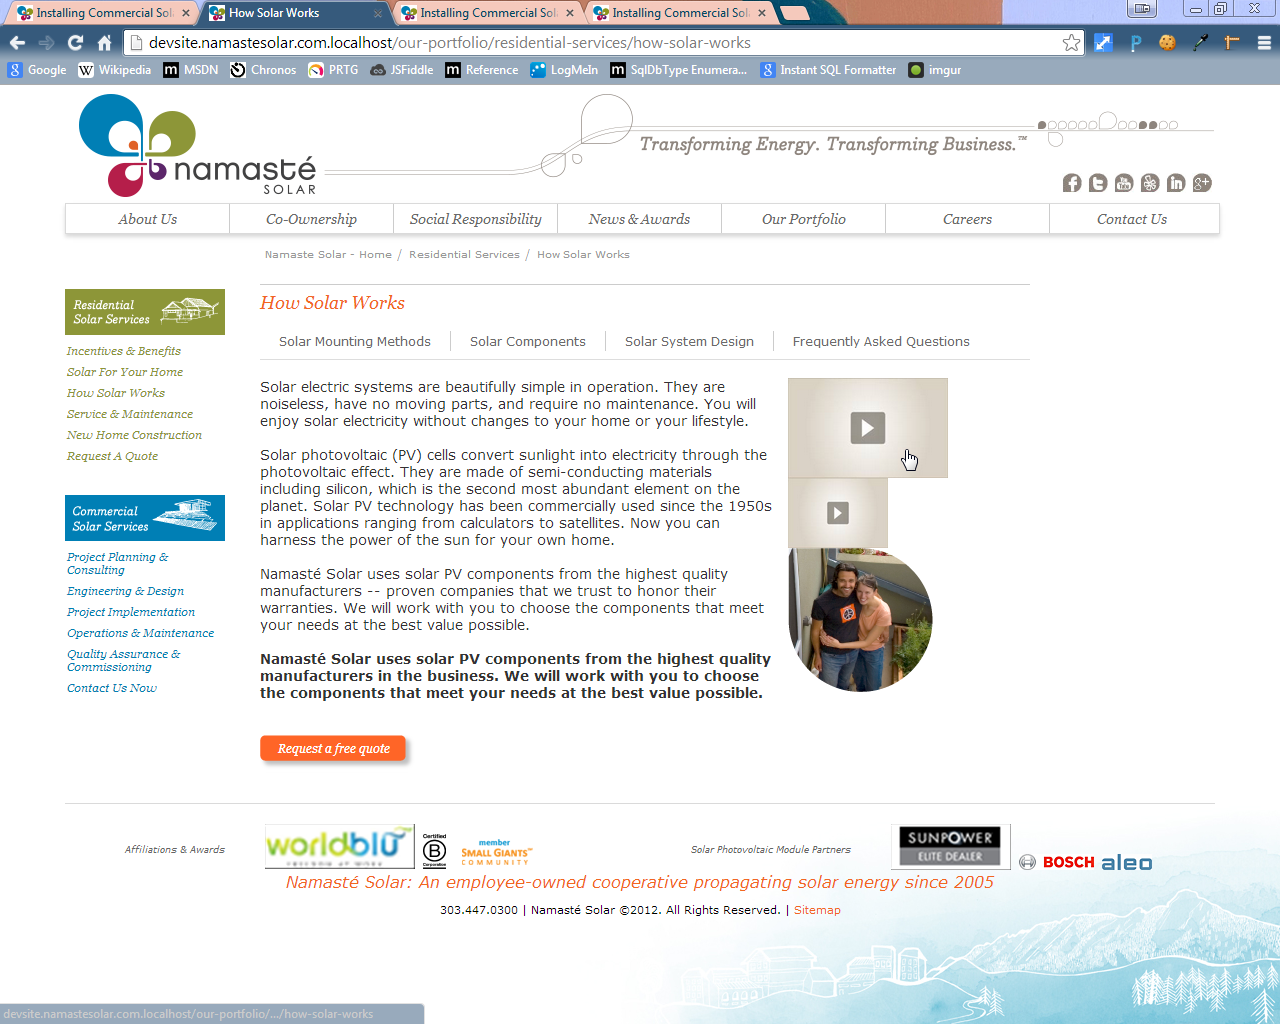 Installing Commercial Sola
How Solar Works
Installing Commercial Sola
Installing Commercial Sola
devsite.namastesolar.com.localhost/our-portfolio/residential-services/how-solar-works
Google Wikipedia MSDN Chronos PRTG JSFiddle Reference LogMeIn SqlDbType Enumera... Instant SQL Formatter imgur
namasté
SOLAR
Transforming Energy. Transforming Business.™
About Us Co-Ownership Social Responsibility News & Awards Our Portfolio Careers Contact Us
Namaste Solar - Home / Residential Services / How Solar Works
Residential
Solar Services
Incentives & Benefits
Solar For Your Home
How Solar Works
Service & Maintenance
New Home Construction
Request A Quote
Commercial
Solar Services
Project Planning &
Consulting
Engineering & Design
Project Implementation
Operations & Maintenance
Quality Assurance &
Commissioning
Contact Us Now
How Solar Works
Solar Mounting Methods Solar Components Solar System Design Frequently Asked Questions
Solar electric systems are beautifully simple in operation. They are
noiseless, have no moving parts, and require no maintenance. You will
enjoy solar electricity without changes to your home or your lifestyle.
Solar photovoltaic (PV) cells convert sunlight into electricity through the
photovoltaic effect. They are made of semi-conducting materials
including silicon, which is the second most abundant element on the
planet. Solar PV technology has been commercially used since the 1950s
in applications ranging from calculators to satellites. Now you can
harness the power of the sun for your own home.
Namasté Solar uses solar PV components from the highest quality
manufacturers -- proven companies that we trust to honor their
warranties. We will work with you to choose the components that meet
your needs at the best value possible.
Namasté Solar uses solar PV components from the highest quality
manufacturers in the business. We will work with you to choose
the components that meet your needs at the best value possible.
Request a free quote
Affiliations & Awards
worldblu
Certified
B
Corporation
member
SMALL GIANTS
COMMUNITY
Solar Photovoltaic Module Partners
SUNPOWER
ELITE DEALER
BOSCH
aleo
Namasté Solar: An employee-owned cooperative propagating solar energy since 2005
303.447.0300 | Namasté Solar ©2012. All Rights Reserved. | Sitemap
devsite.namastesolar.com.localhost/our-portfolio/.../how-solar-works